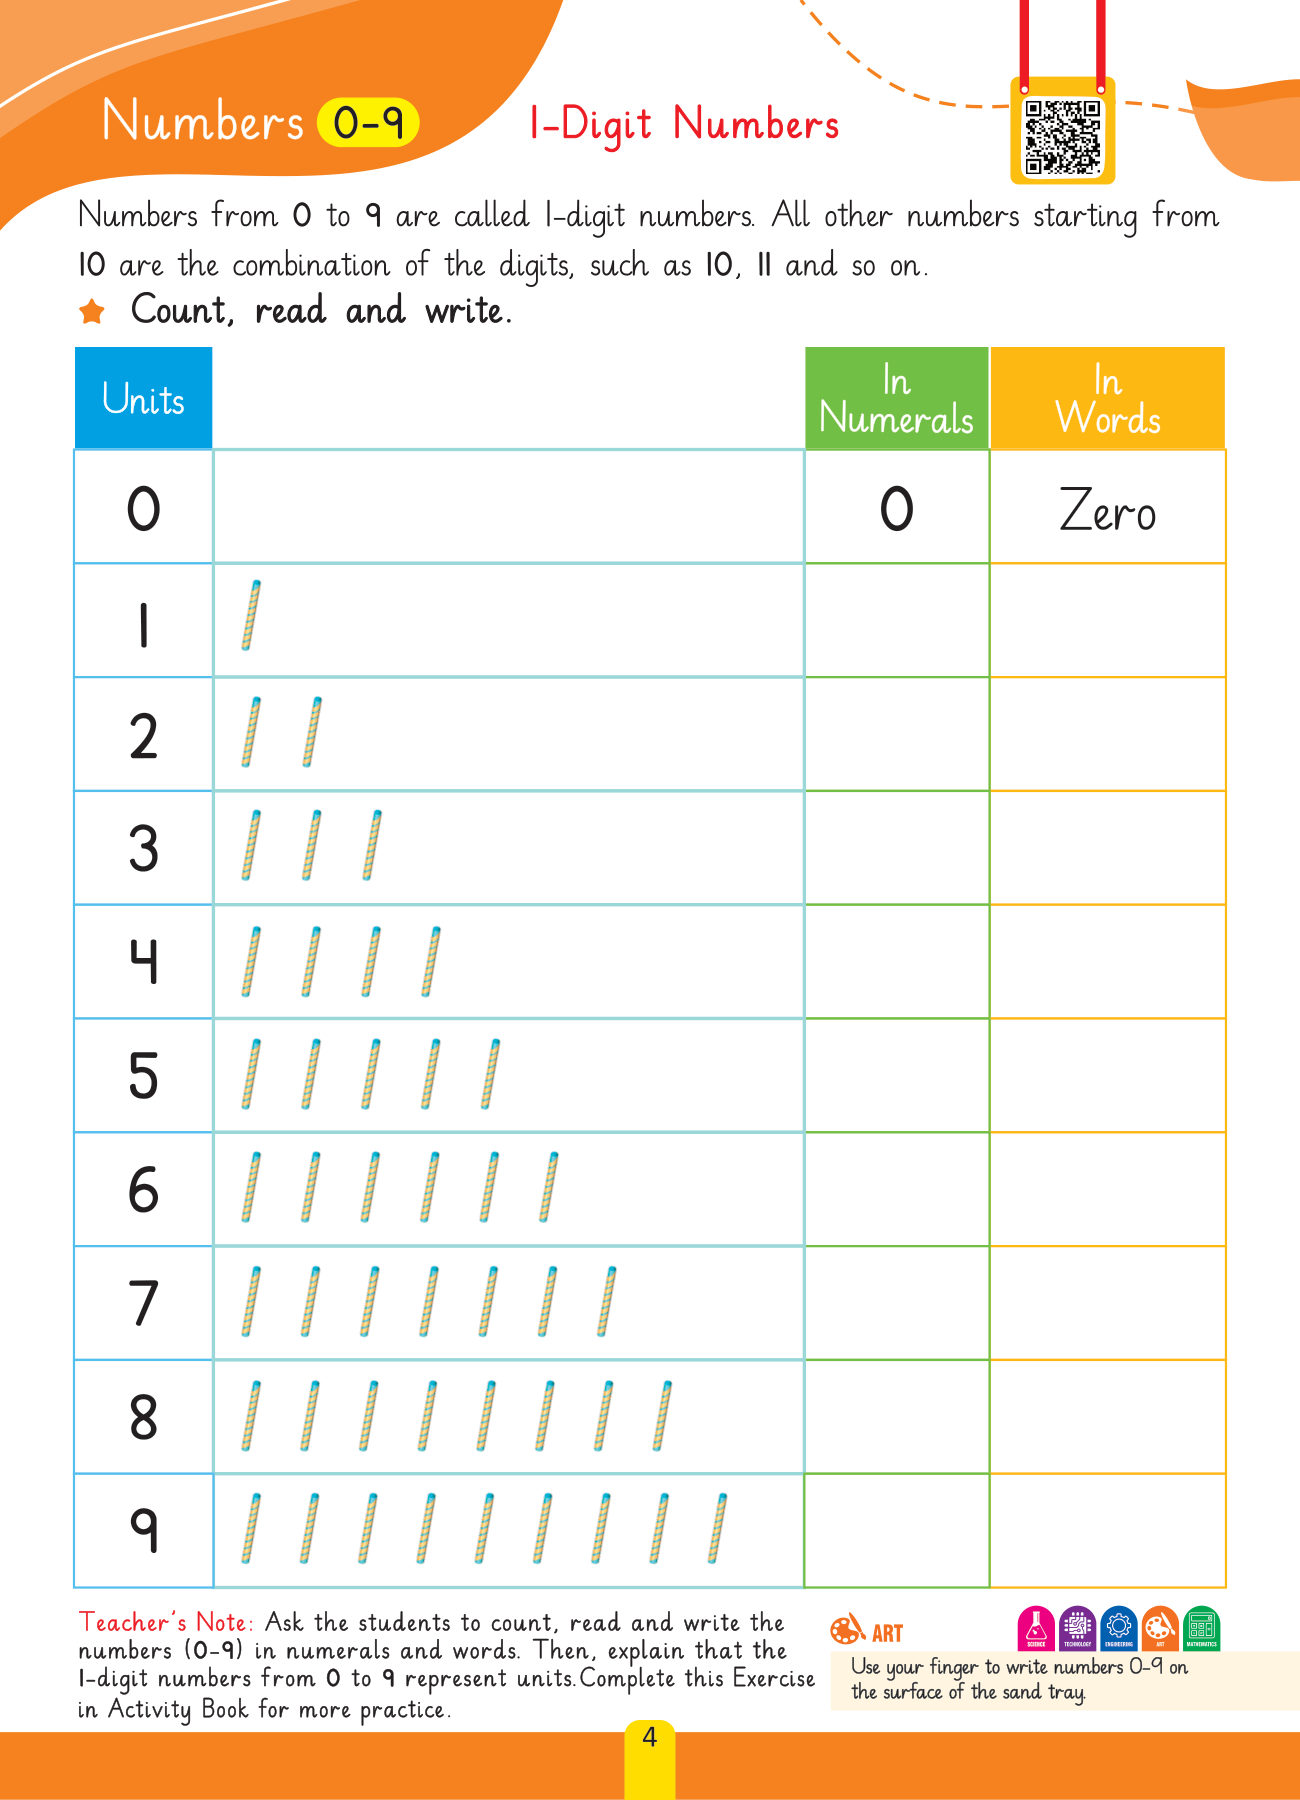 Numbers 0-9
1-Digit Numbers
Numbers from 0 to 9 are called 1-digit numbers. All other numbers starting from
10 are the combination of the digits, such as 10, 11 and so on.
Count, read and write.
Units
In
Numerals
In
Words
0 0 Zero
1
2
3
4
5
6
7
8
9
Teacher's Note: Ask the students to count, read and write the
numbers (0-9) in numerals and words. Then, explain that the
1-digit numbers from 0 to 9 represent units.Complete this Exercise
in Activity Book for more practice.
ART
SCIENCE TECHNOLOGY ENGINEERING ART MATHEMATICS
Use your finger to write numbers 0-9 on
the surface of the sand tray.
4